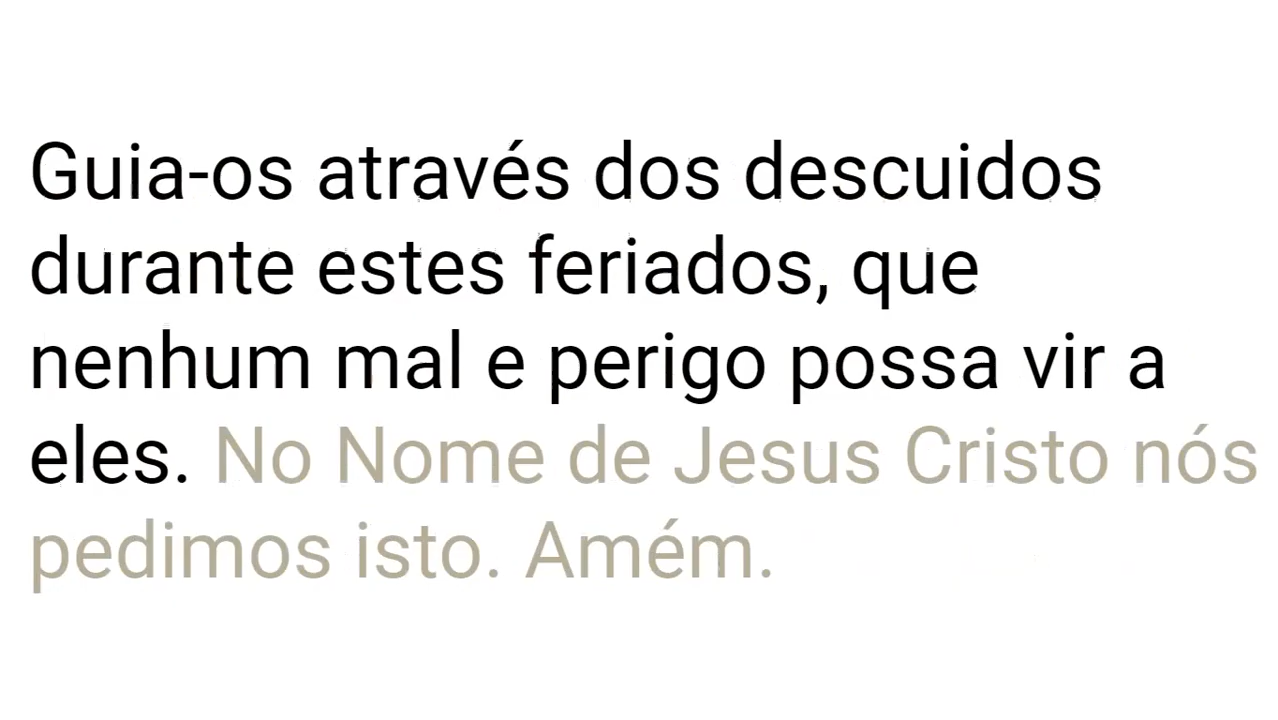 Guia-os através dos descuidos
durante estes feriados, que
nenhum mal e perigo possa vir a
eles. No Nome de Jesus Cristo nós
pedimos isto. Amém.